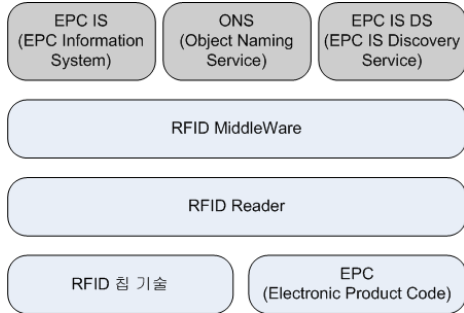 EPC IS
(EPC Information
System)
ONS
(Object Naming
Service)
EPC IS DS
(EPC IS Discovery
Service)
RFID MiddleWare
RFID Reader
RFID 칩 기술
EPC
(Electronic Product Code)